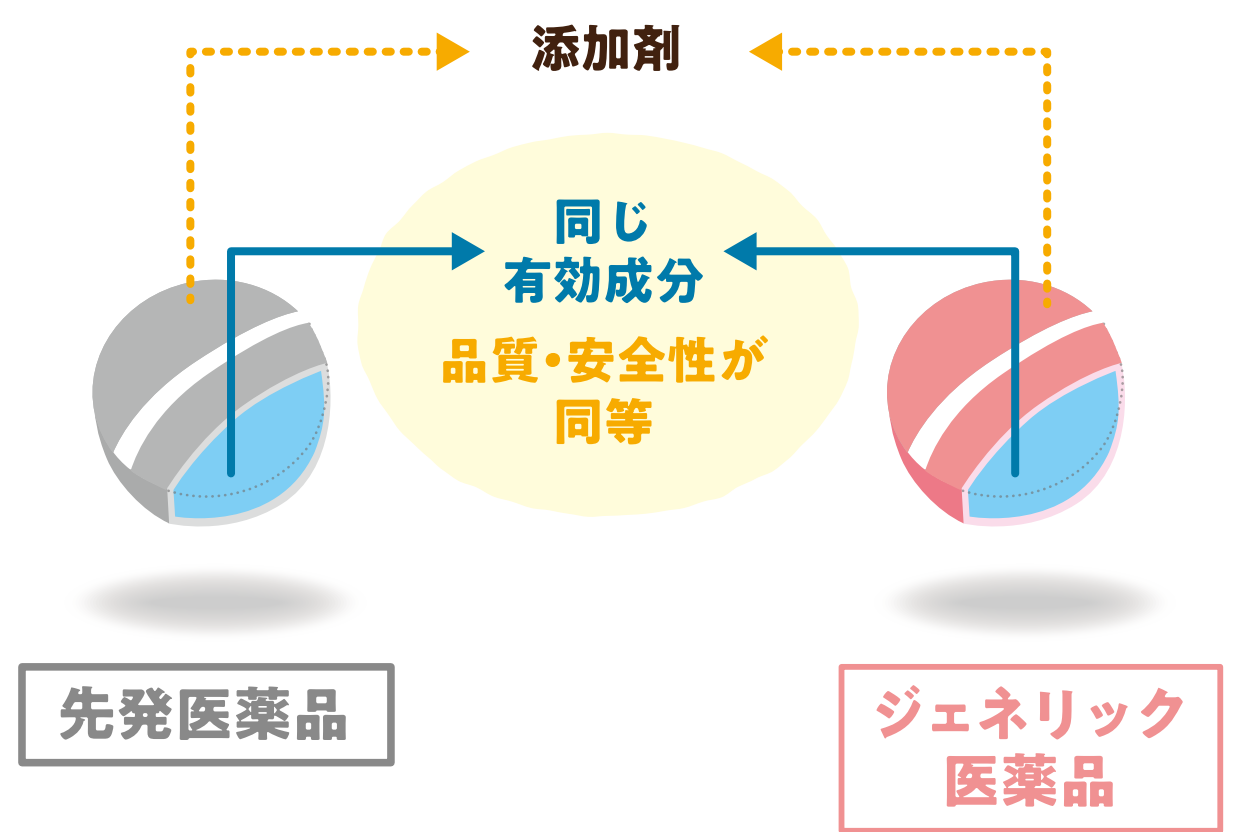 添加剤
同じ
有効成分
品質・安全性が
同等
先発医薬品
ジェネリック
医薬品